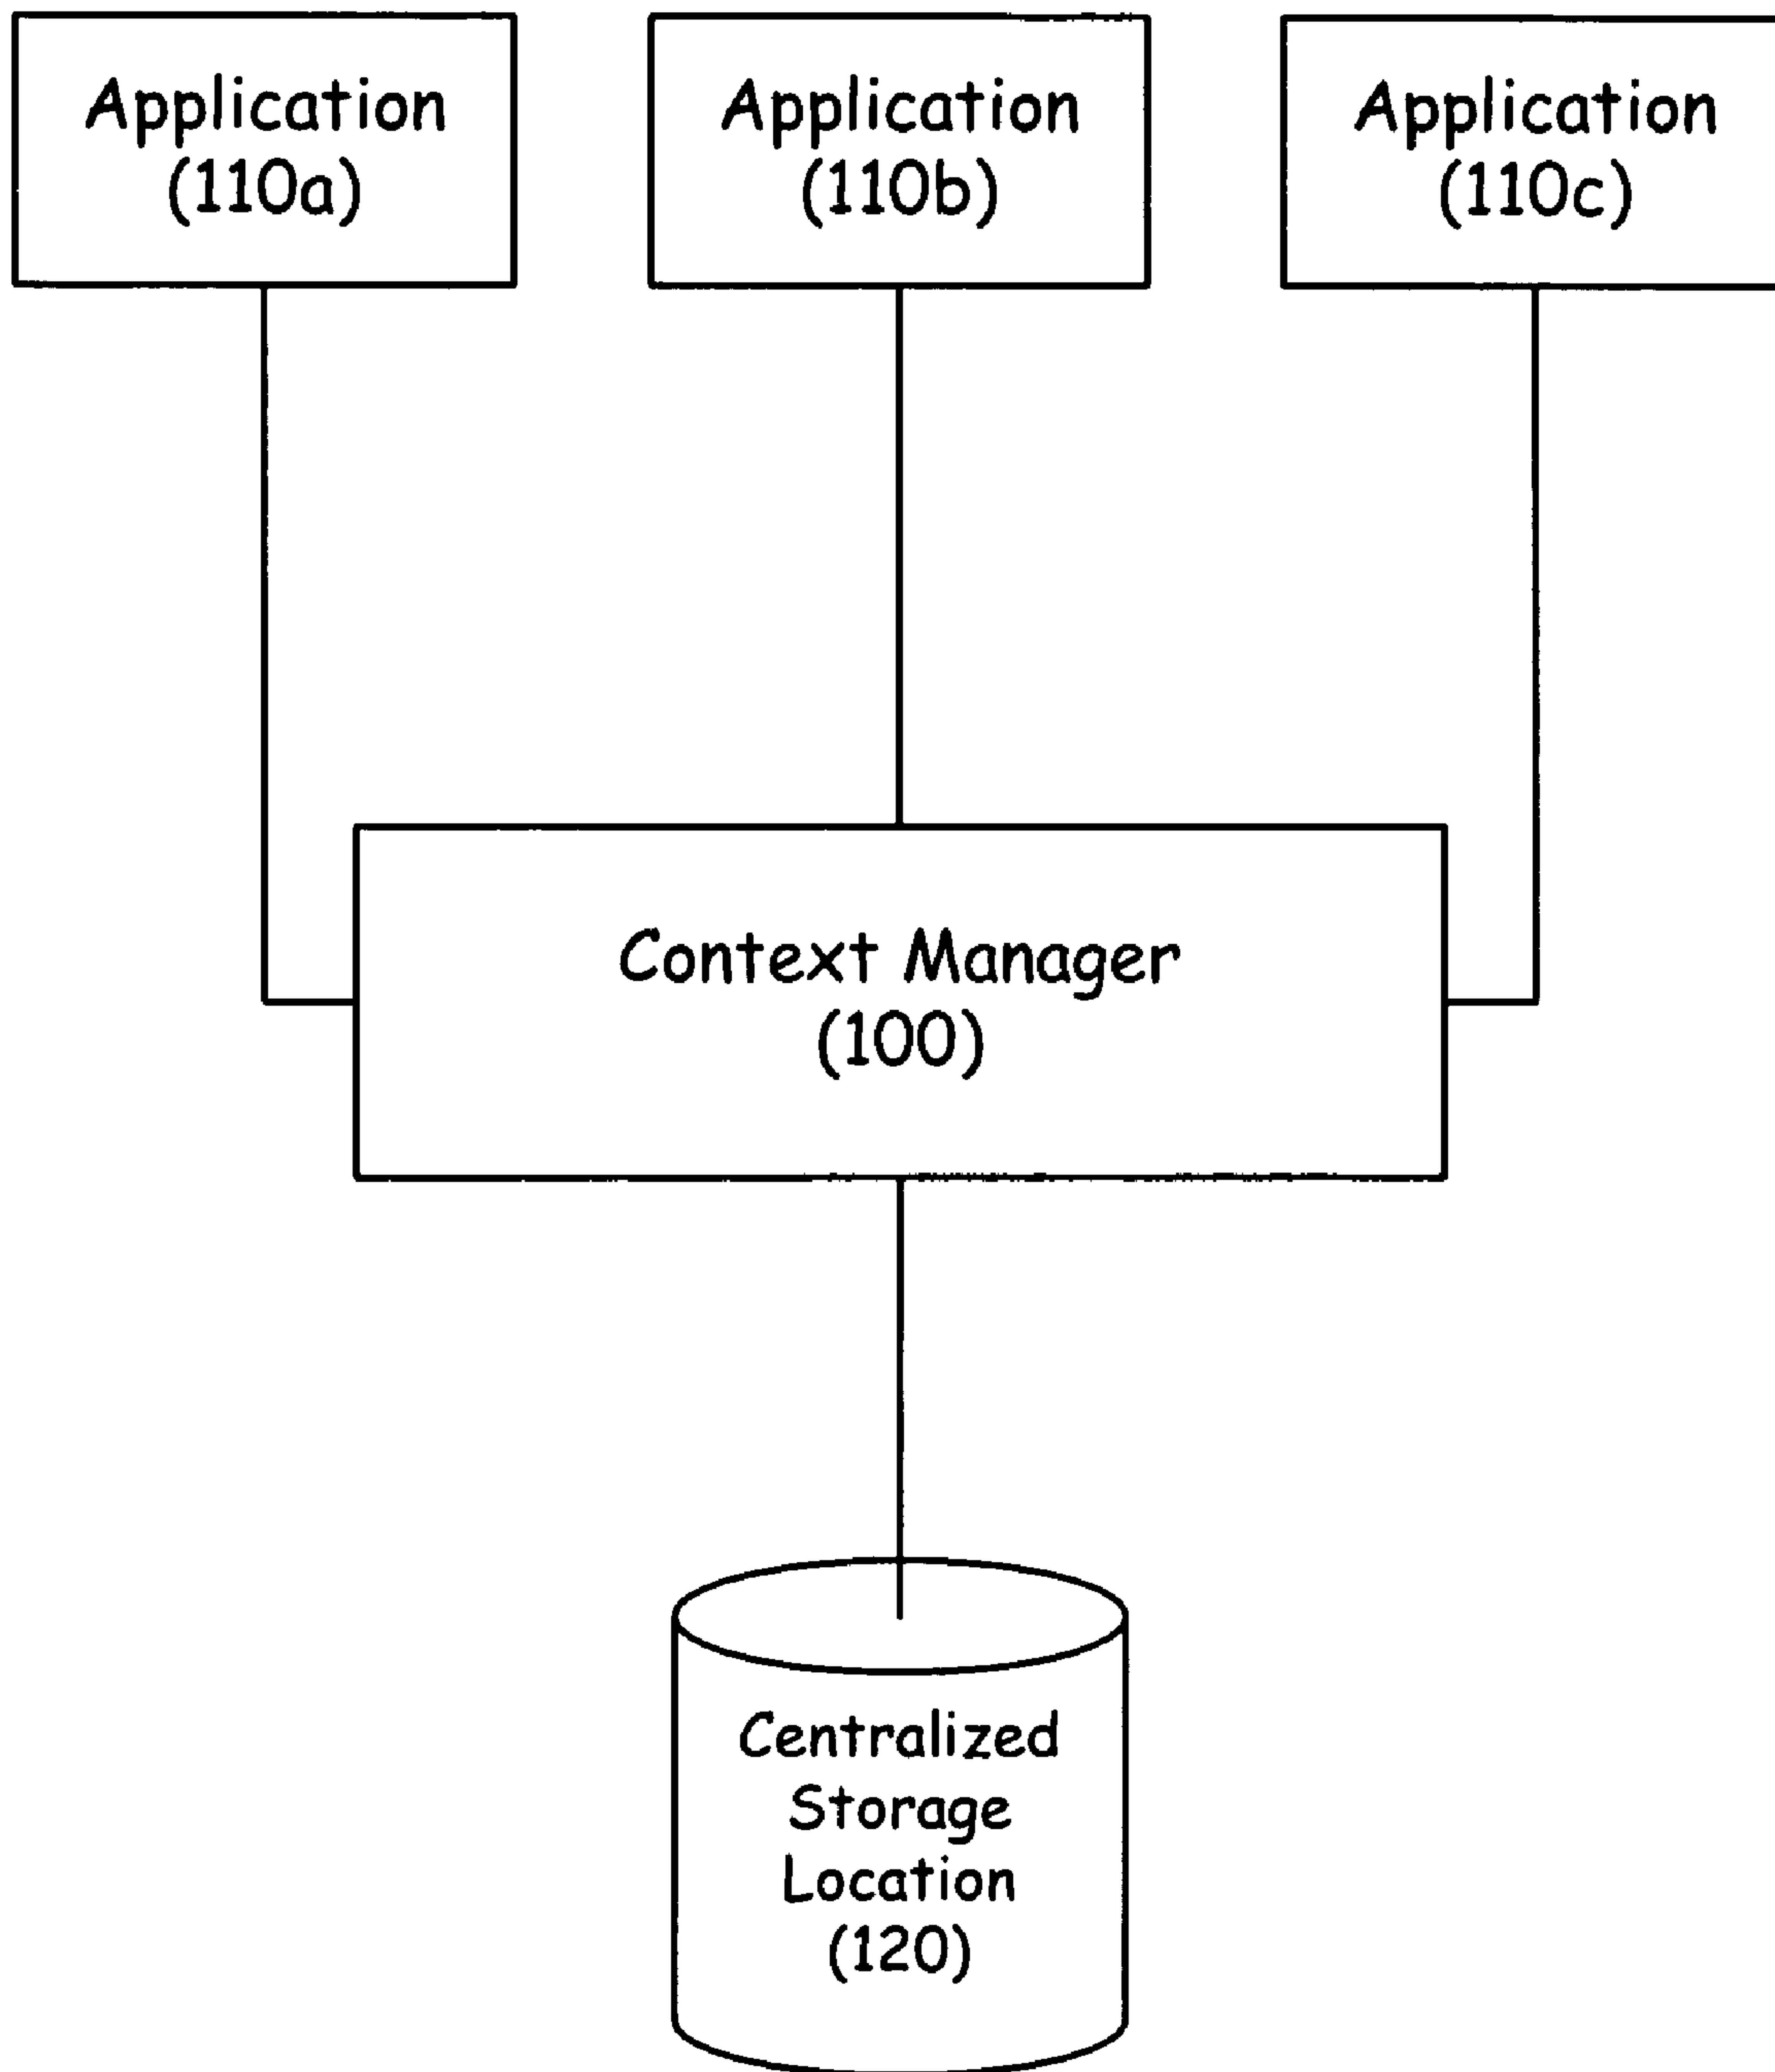 Application
(110a)
Application
(110b)
Application
(110c)
Context Manager
(100)
Centralized
Storage
Location
(120)